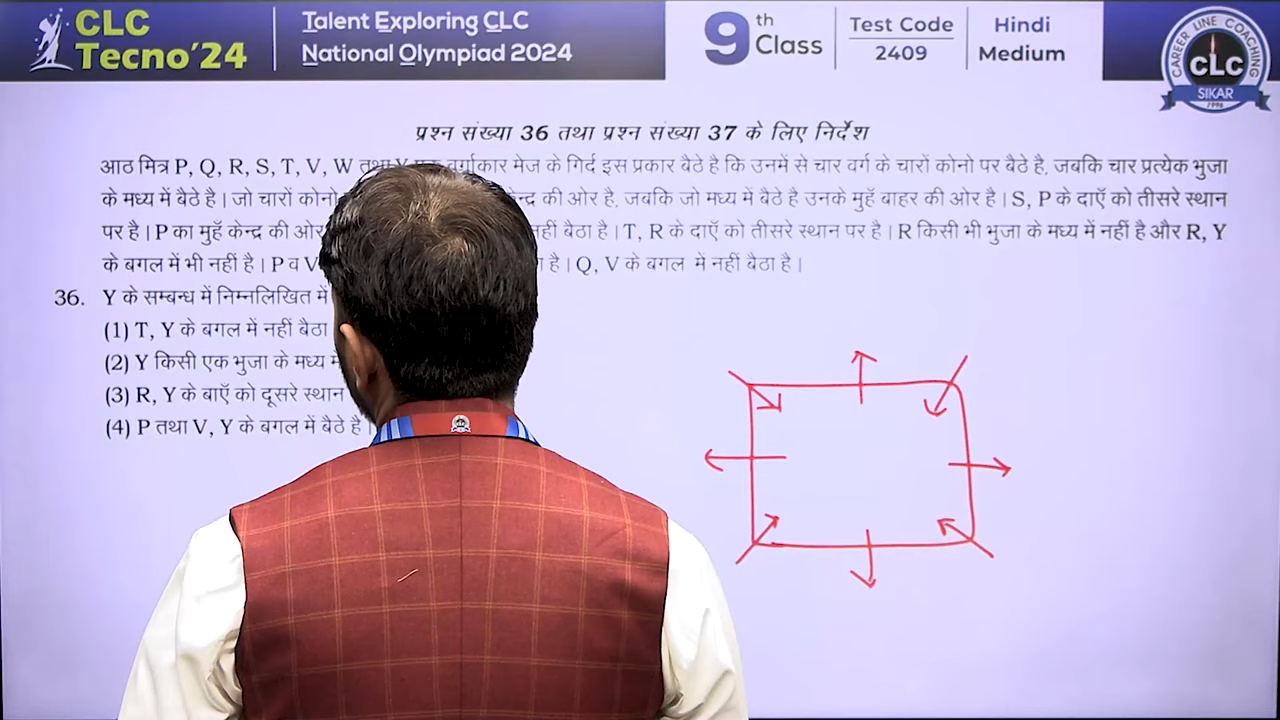 CLC
Tecno'24
Talent Exploring CLC
National Olympiad 2024
9th Class
Test Code
2409
Hindi
Medium
CAREER LINE COACHING
CLC
SIKAR
1996
प्रश्न संख्या 36 तथा प्रश्न संख्या 37 के लिए निर्देश
आठ मित्र P, Q, R, S, T, V, W तथा Y वर्गाकार मेज के गिर्द इस प्रकार बैठे है कि उनमें से चार वर्ग के चारों कोनो पर बैठे है, जबकि चार प्रत्येक भुजा
के मध्य में बैठे है। जो चारों कोनो केन्द्र की ओर है, जबकि जो मध्य में बैठे है उनके मुहँ बाहर की ओर है। S, P के दाएँ को तीसरे स्थान
पर है। P का मुहँ केन्द्र की ओर नहीं बैठा है। T, R के दाएँ को तीसरे स्थान पर है। R किसी भी भुजा के मध्य में नहीं है और R, Y
के बगल में भी नहीं है। P व V है। Q, V के बगल में नहीं बैठा है।
36. Y के सम्बन्ध में निम्नलिखित में
(1) T, Y के बगल में नहीं बैठा
(2) Y किसी एक भुजा के मध्य
(3) R, Y के बाएँ को दूसरे स्थान
(4) P तथा V, Y के बगल में बैठे है।